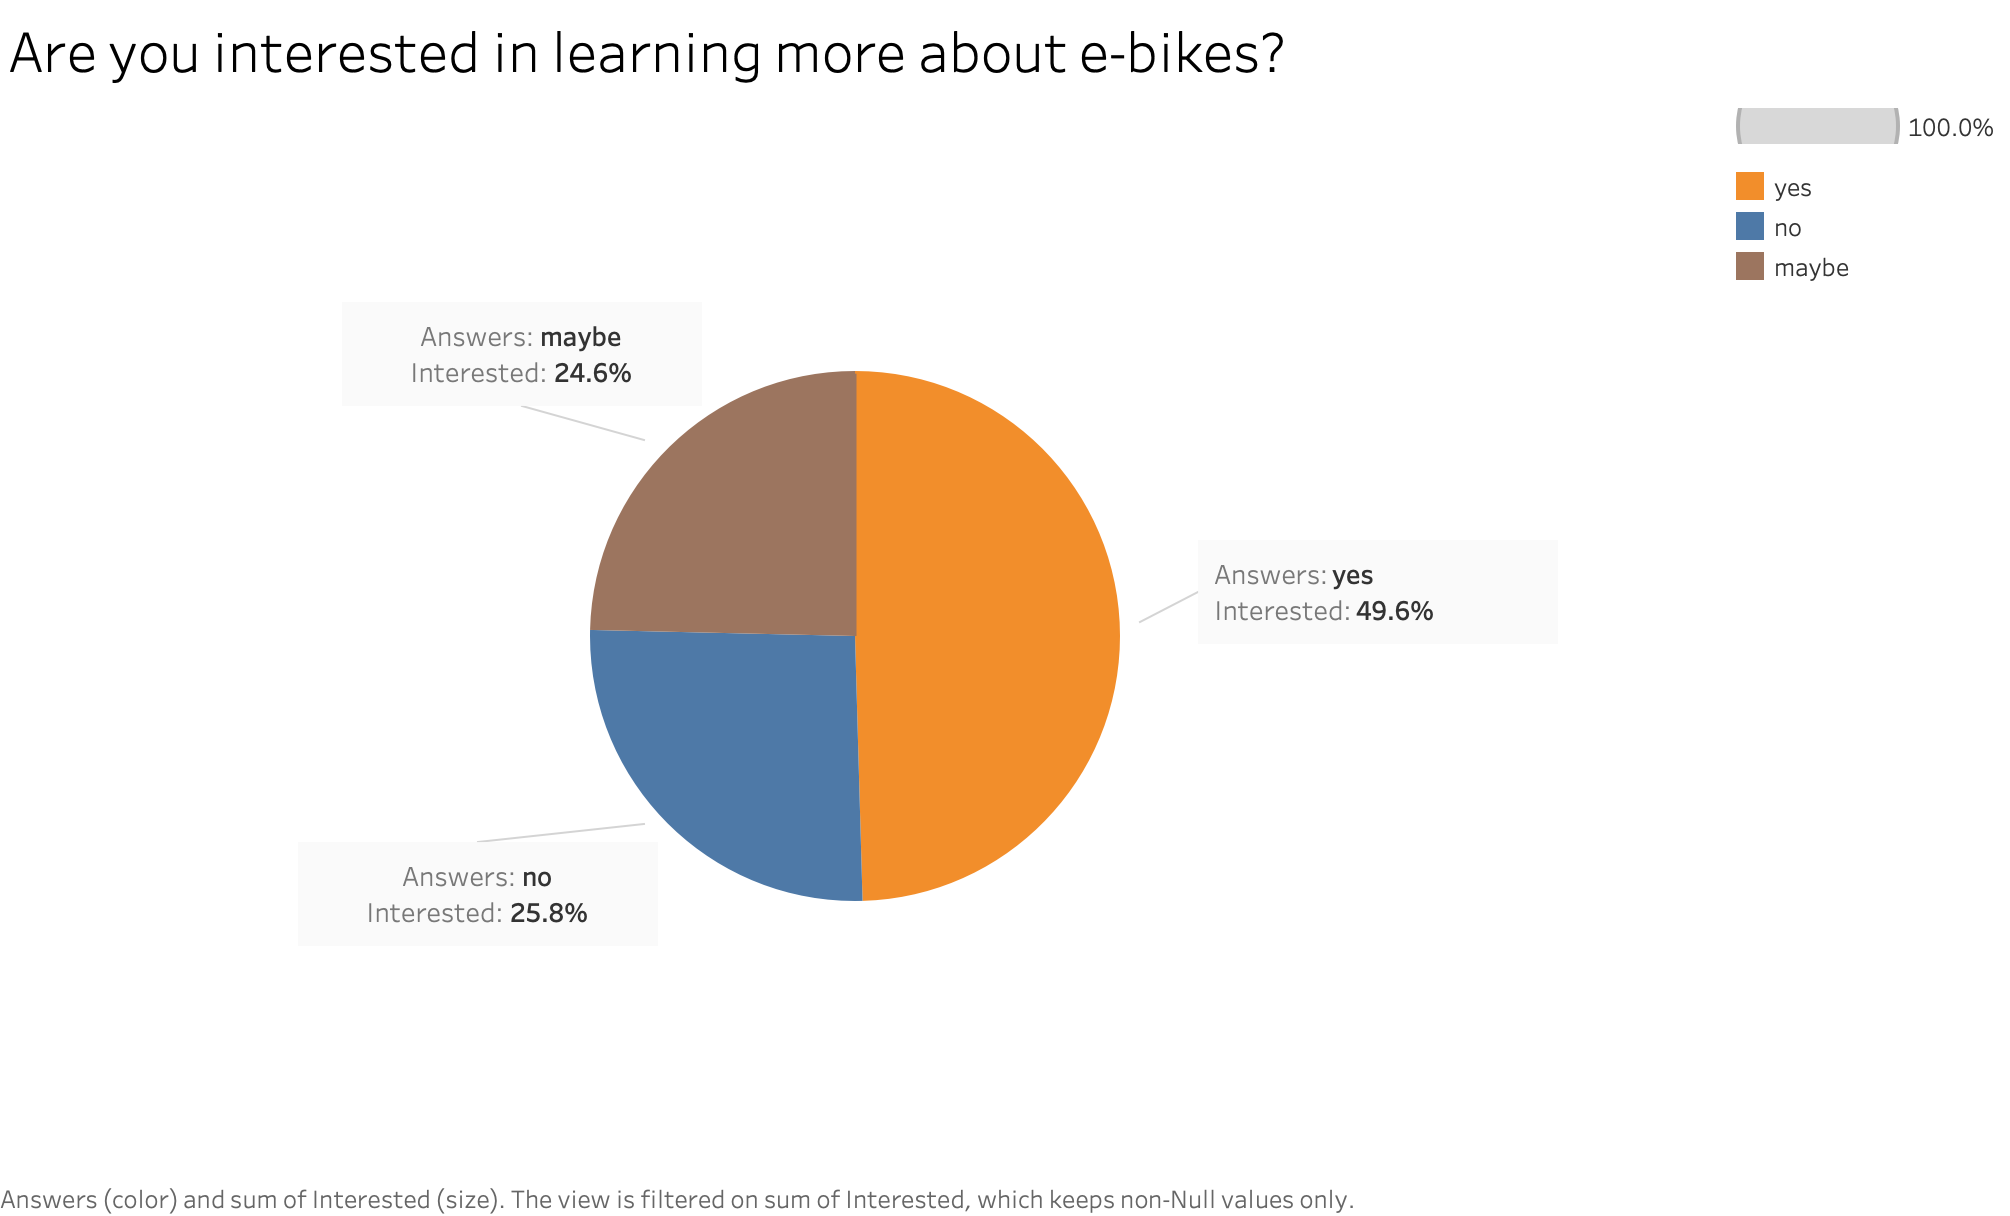 Are you interested in learning more about e-bikes?
100.0%
yes
no
maybe
Answers: maybe
Interested: 24.6%
Answers: yes
Interested: 49.6%
Answers: no
Interested: 25.8%
Answers (color) and sum of Interested (size). The view is filtered on sum of Interested, which keeps non-Null values only.